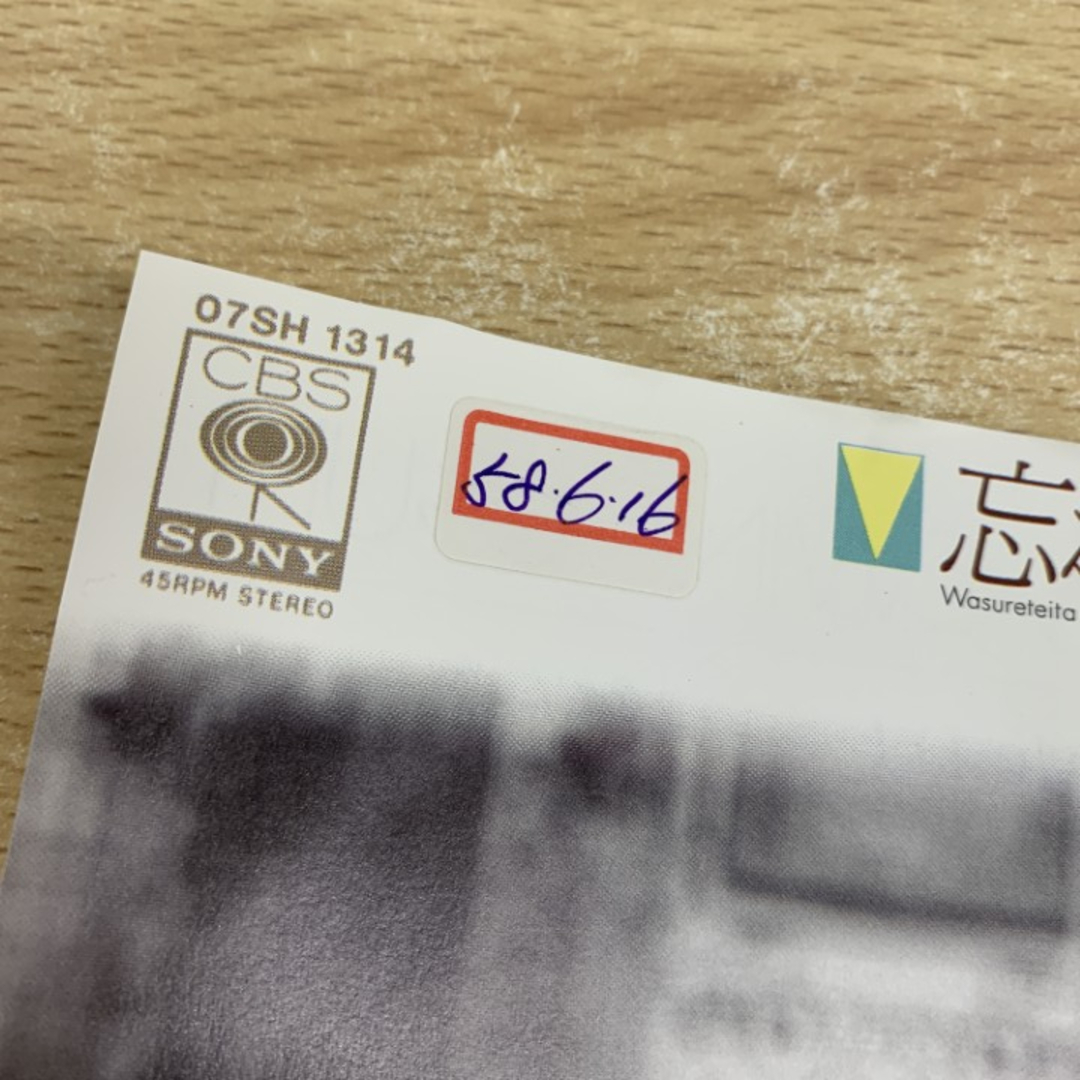 07SH 1314
CBS
SONY
45RPM STEREO
58.6.16
忘
Wasureteita